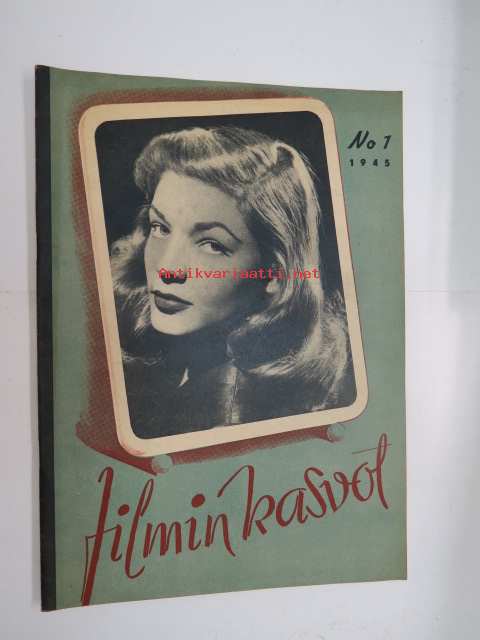 No 1
1945
Antikvariaatti.net
filmin kasvot